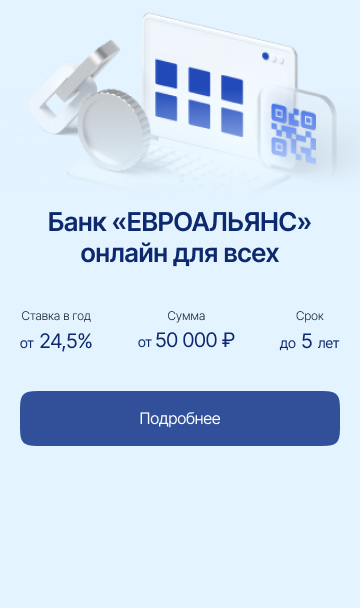 Банк «ЕВРОАЛЬЯНС»
онлайн для всех
Ставка в год Сумма Срок
от 24,5% от 50 000 ₽ до 5 лет
Подробнее